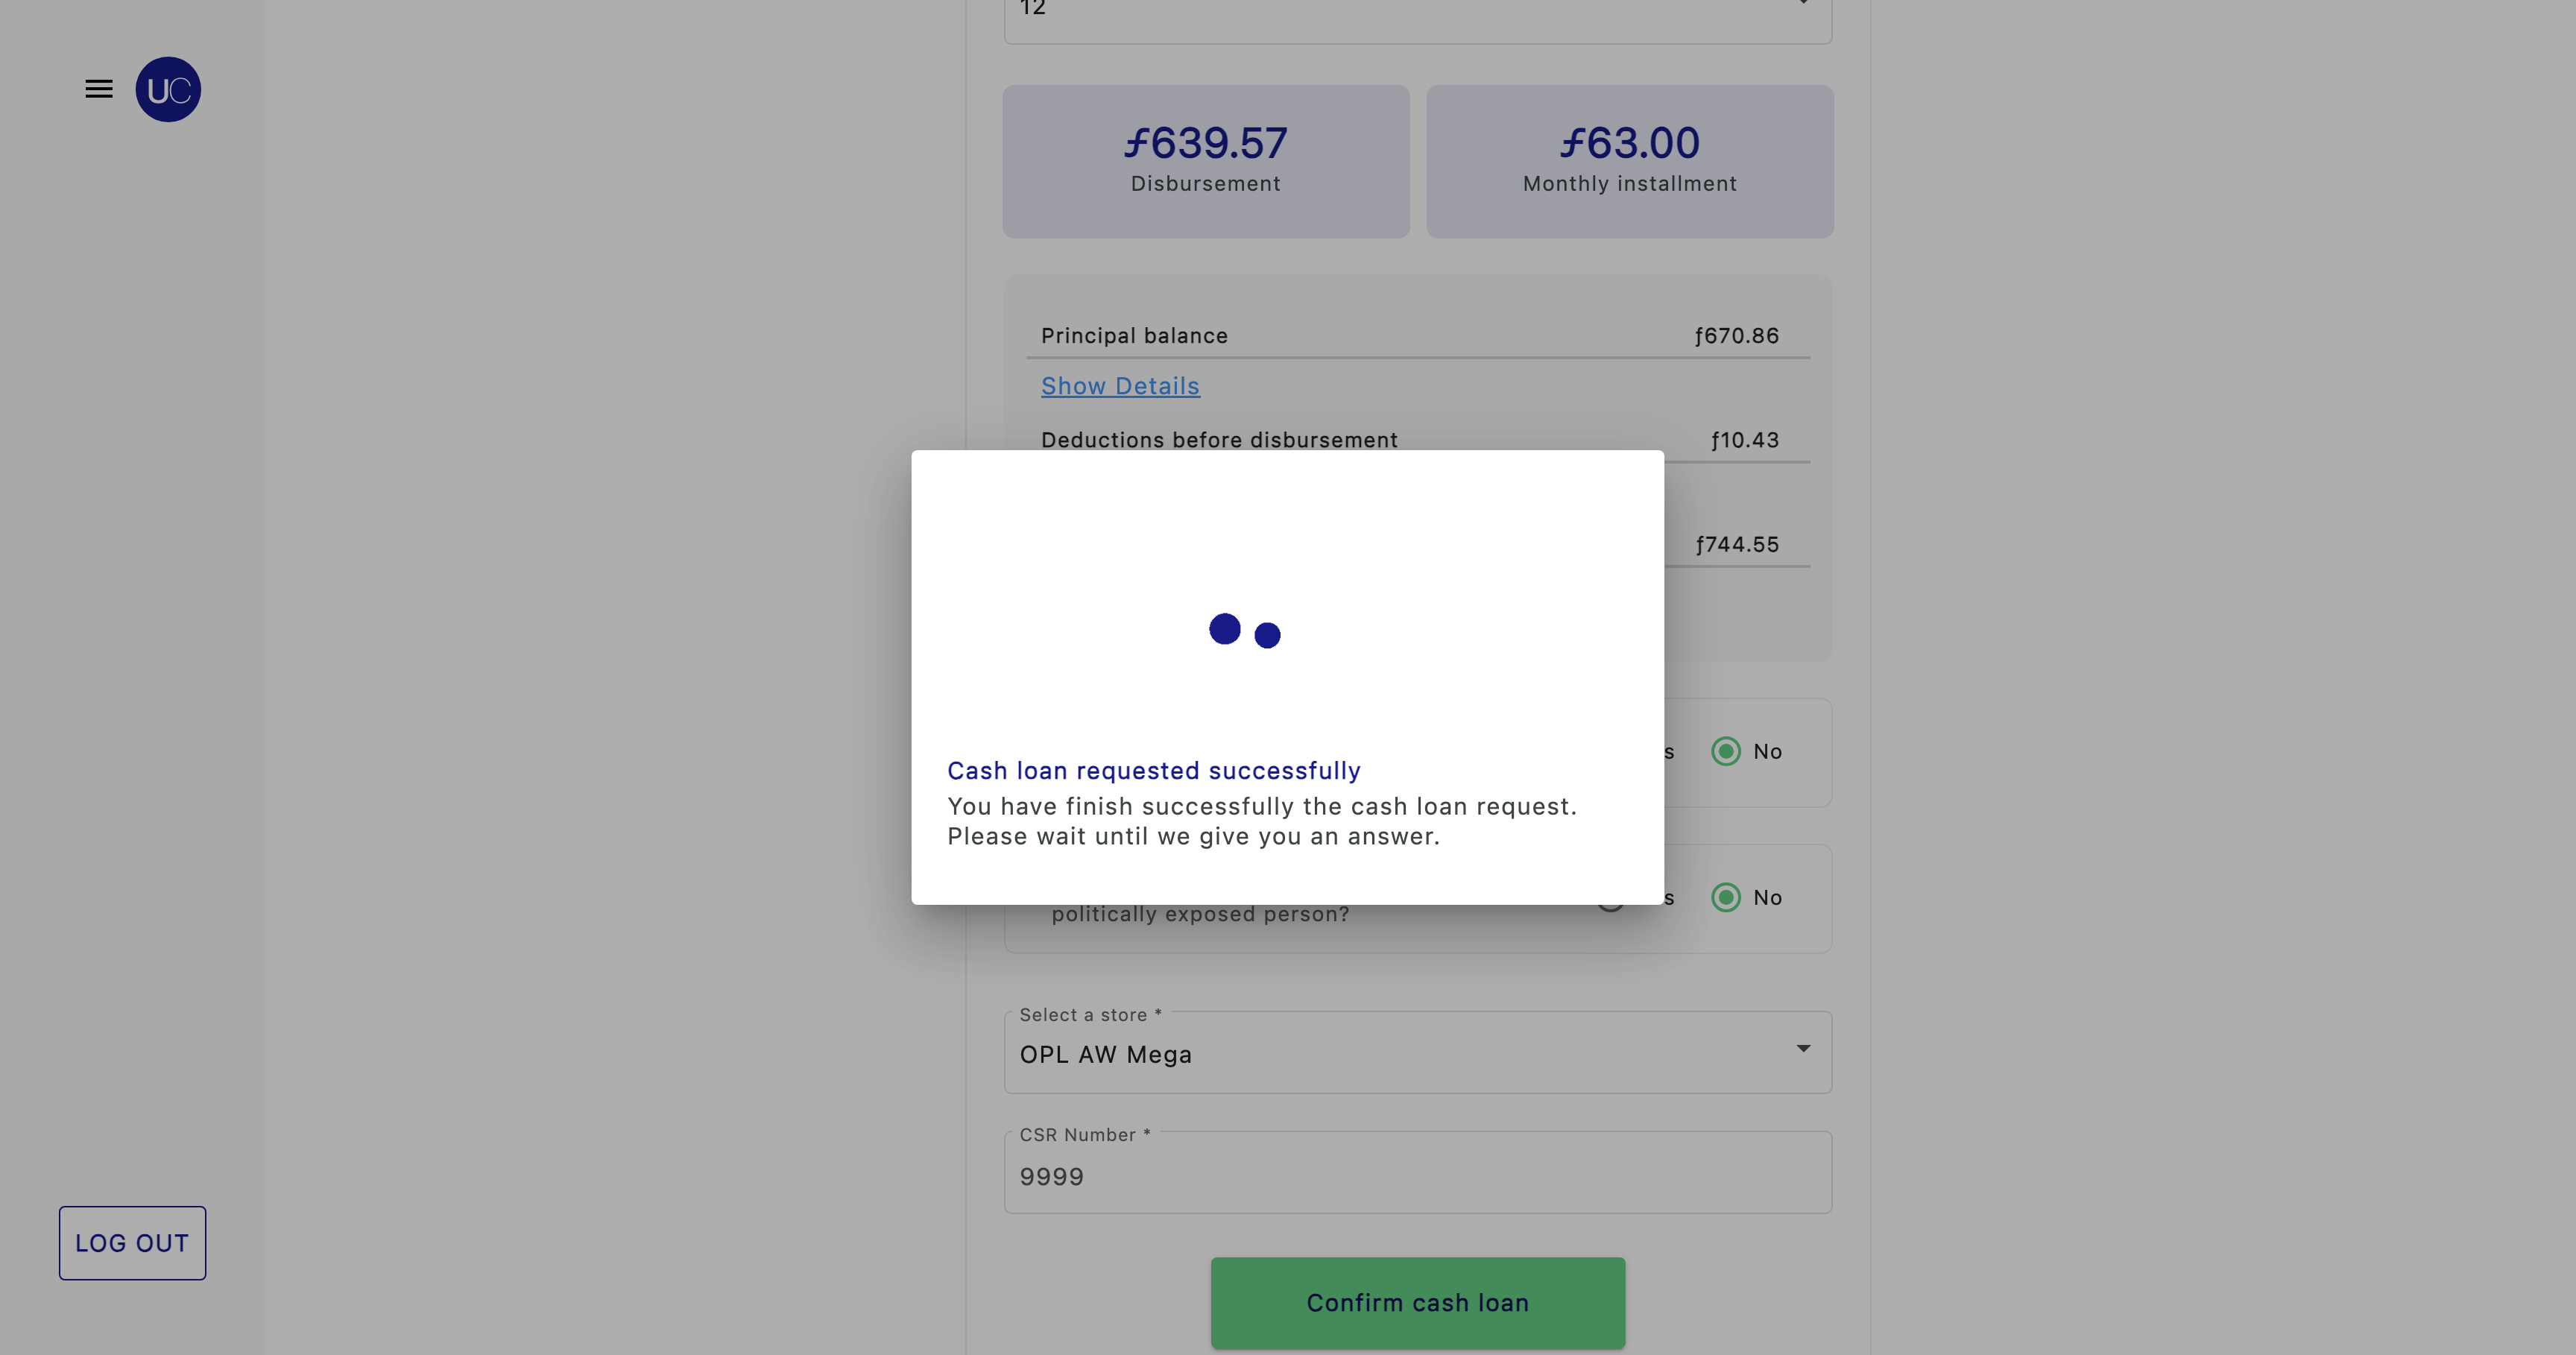 12
UC
ƒ639.57
Disbursement
ƒ63.00
Monthly installment
Principal balance ƒ670.86
Show Details
Deductions before disbursement ƒ10.43
ƒ744.55
Cash loan requested successfully
You have finish successfully the cash loan request.
Please wait until we give you an answer.
s No
politically exposed person? s No
Select a store *
OPL AW Mega
CSR Number *
9999
LOG OUT
Confirm cash loan